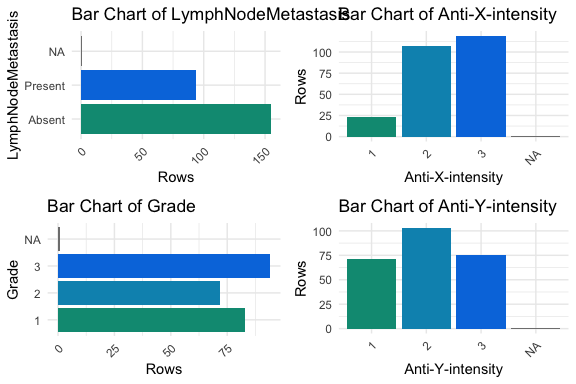 Bar Chart of LymphNodeMetastasis
LymphNodeMetastasis
NA
Present
Absent
0
50
100
150
Rows
Bar Chart of Anti-X-intensity
Rows
100
75
50
25
0
1
2
3
NA
Anti-X-intensity
Bar Chart of Grade
Grade
NA
3
2
1
0
25
50
75
Rows
Bar Chart of Anti-Y-intensity
Rows
100
75
50
25
0
1
2
3
NA
Anti-Y-intensity